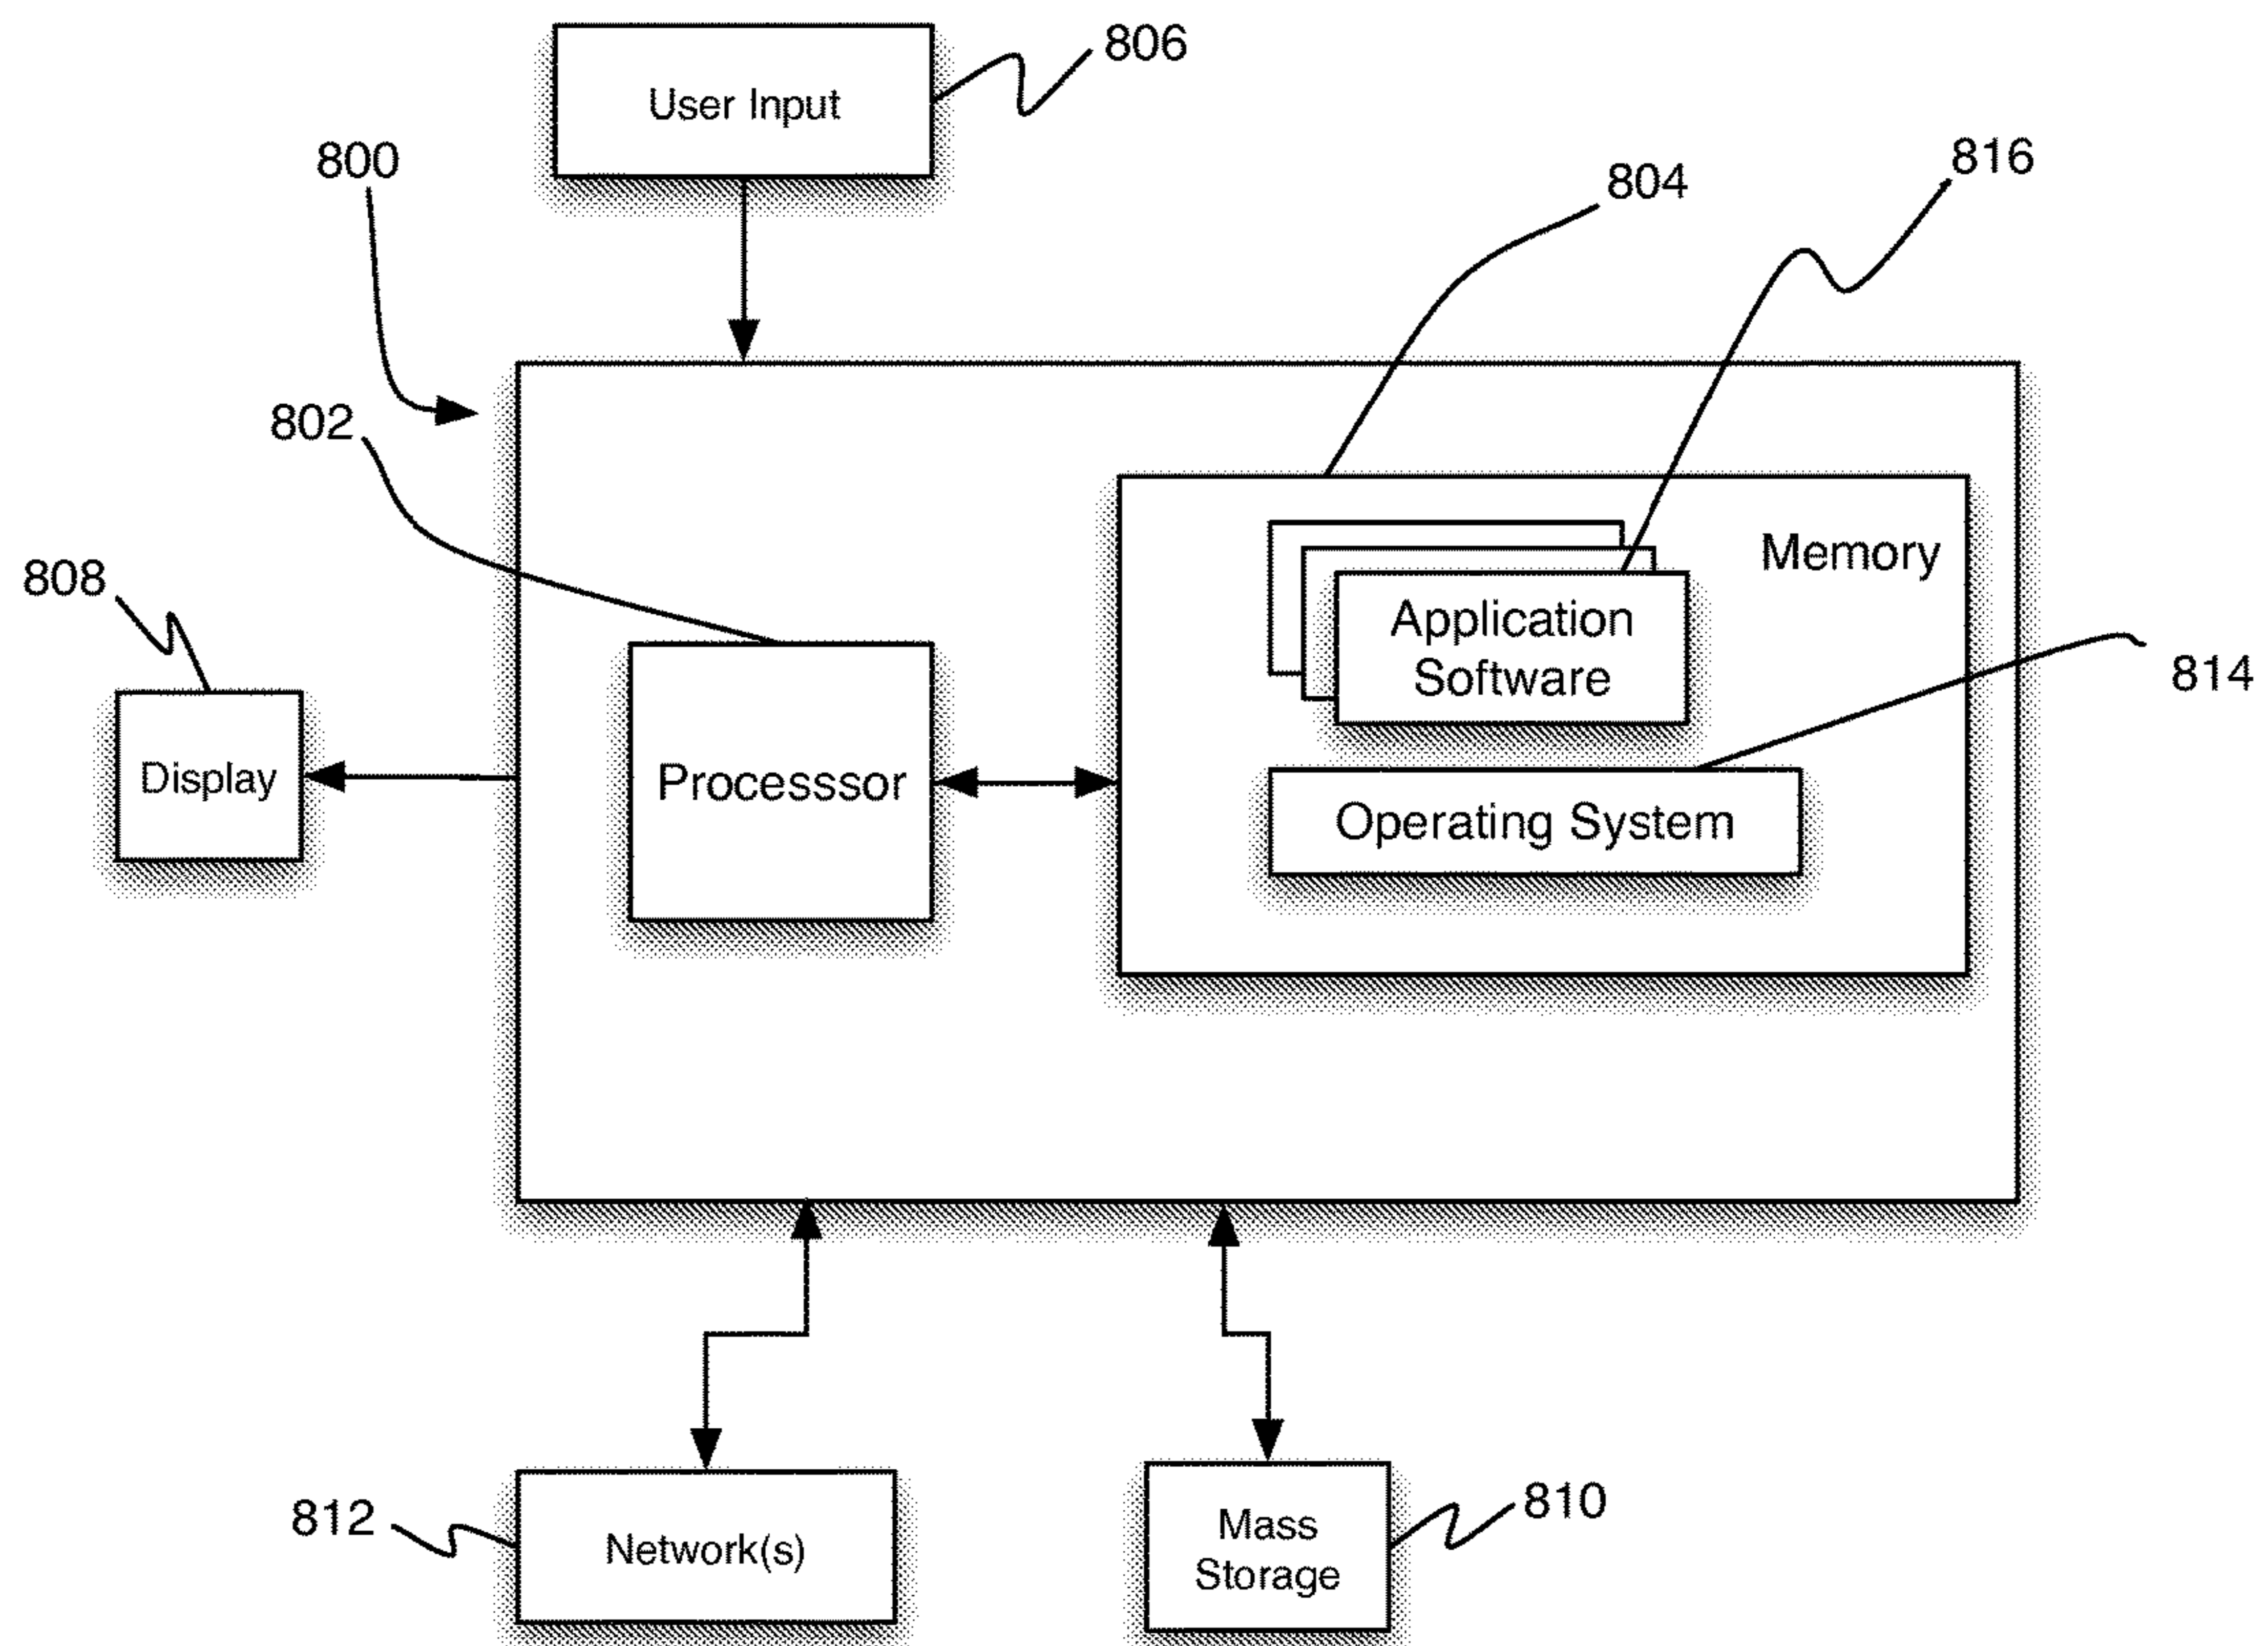 806
User Input
800
816
804
802
Memory
808
Application
Software
814
Display
Processsor
Operating System
812
Network(s)
810
Mass
Storage